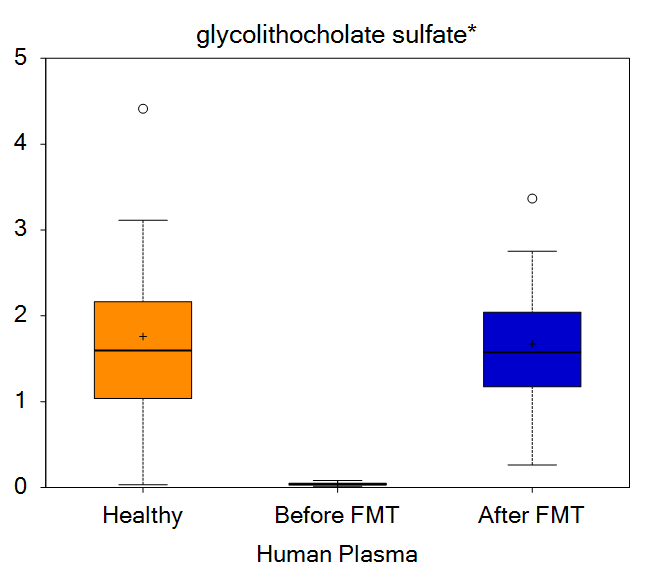 glycolithocholate sulfate*
5
4
3
2
1
0
Healthy Before FMT After FMT
Human Plasma